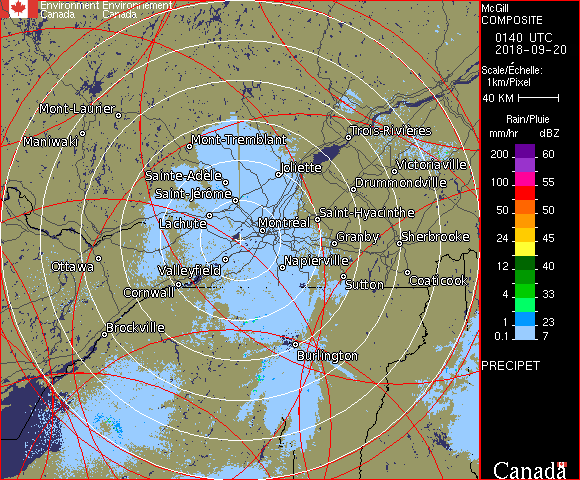 Environment Environnement
Canada Canada
McGill
COMPOSITE
0140 UTC
2018-09-20
Scale/Échelle:
1km/Pixel
40 KM
Rain/Pluie
mm/hr dBZ
200 60
100 55
50 50
24 45
12 40
4 33
1 23
0.1 7
PRECIPET
Canada
Mont-Laurier
Maniwaki
Mont-Tremblant
Trois-Rivières
Sainte-Adèle
Joliette
Victoriaville
Saint-Jérôme
Drummondville
Lachute
Montréal
Saint-Hyacinthe
Granby
Sherbrooke
Ottawa
Valleyfield
Napierville
Cornwall
Sutton
Coaticook
Brockville
Burlington